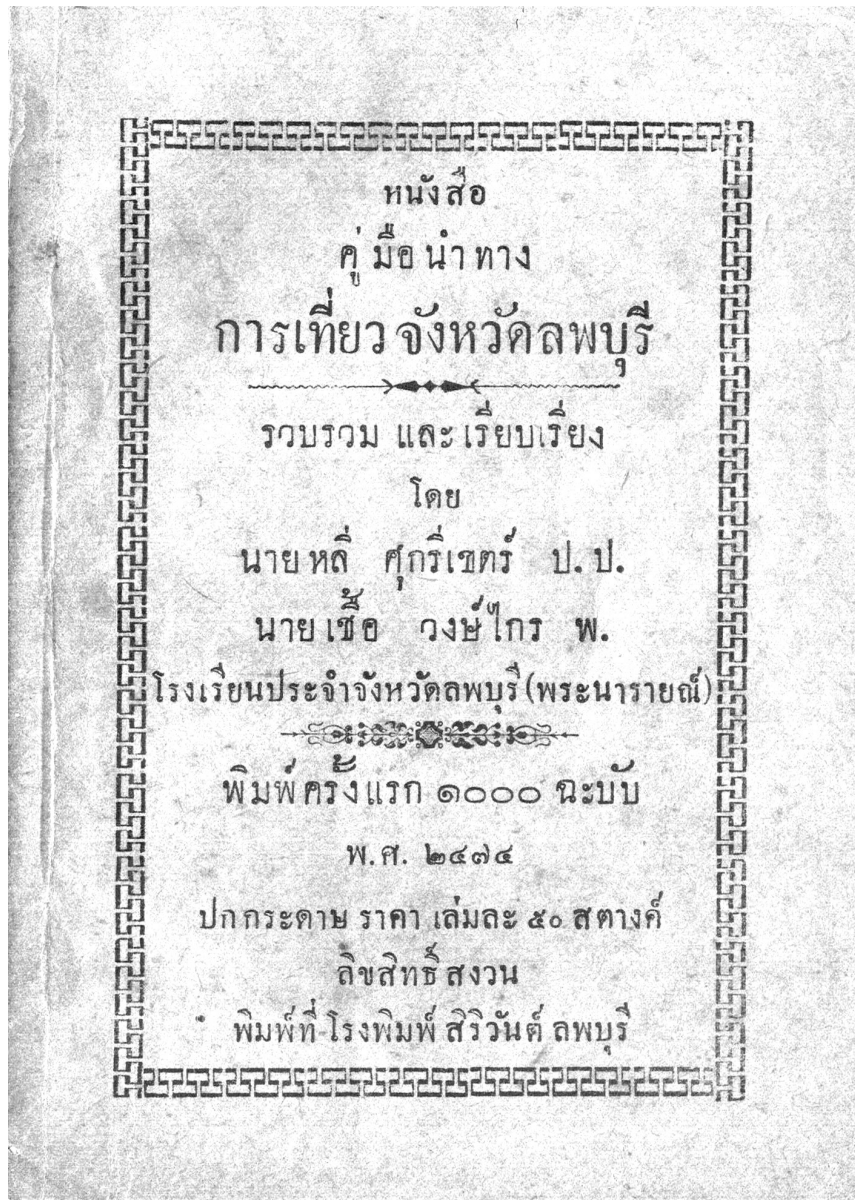 หนังสือ
คู่มือนำทาง
การเที่ยวจังหวัดลพบุรี
รวบรวม และเรียบเรียง
โดย
นายหลี ศุกรี่เขตร์ ป.ป.
นายเชื้อ วงษ์ไกร พ.
โรงเรียนประจำจังหวัดลพบุรี(พระนารายณ์)
พิมพ์ครั้งแรก ๑๐๐๐ ฉะบับ
พ.ศ. ๒๔๗๔
ปกกระดาษ ราคา เล่มละ ๕๐ สตางค์
ลิขสิทธิ์สงวน
พิมพ์ที่ โรงพิมพ์ สิริวันต์ ลพบุรี